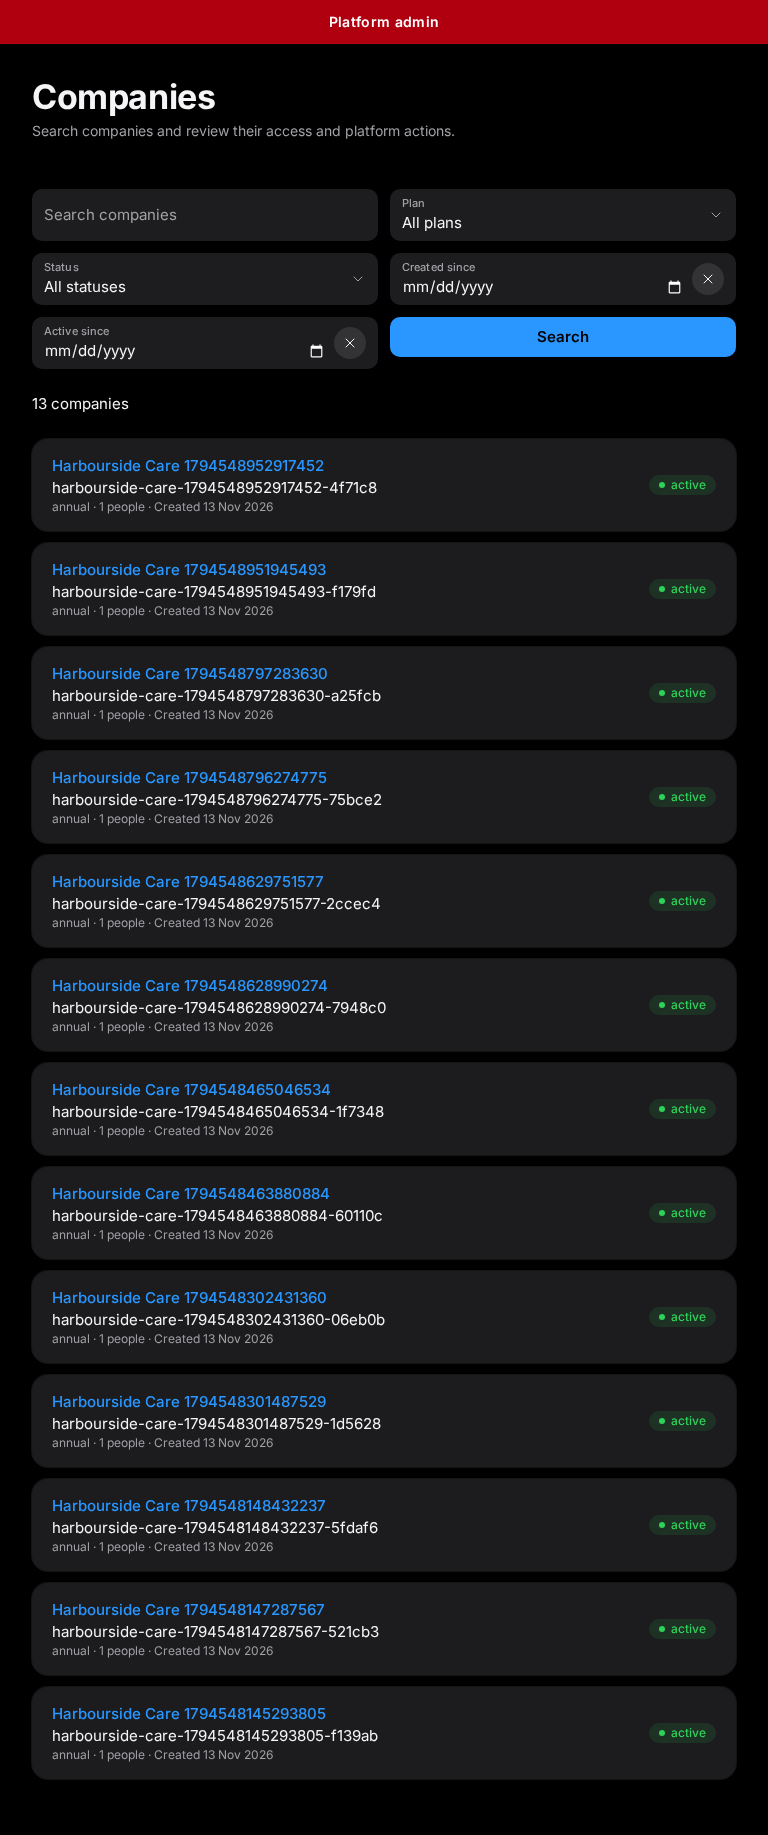 Platform admin
Companies
Search companies and review their access and platform actions.
Search companies
Plan
All plans
Status
All statuses
Created since
mm/dd/yyyy
Active since
mm/dd/yyyy
Search
13 companies
Harbourside Care 1794548952917452
harbourside-care-1794548952917452-4f71c8
annual · 1 people · Created 13 Nov 2026
active
Harbourside Care 1794548951945493
harbourside-care-1794548951945493-f179fd
annual · 1 people · Created 13 Nov 2026
active
Harbourside Care 1794548797283630
harbourside-care-1794548797283630-a25fcb
annual · 1 people · Created 13 Nov 2026
active
Harbourside Care 1794548796274775
harbourside-care-1794548796274775-75bce2
annual · 1 people · Created 13 Nov 2026
active
Harbourside Care 1794548629751577
harbourside-care-1794548629751577-2ccec4
annual · 1 people · Created 13 Nov 2026
active
Harbourside Care 1794548628990274
harbourside-care-1794548628990274-7948c0
annual · 1 people · Created 13 Nov 2026
active
Harbourside Care 1794548465046534
harbourside-care-1794548465046534-1f7348
annual · 1 people · Created 13 Nov 2026
active
Harbourside Care 1794548463880884
harbourside-care-1794548463880884-60110c
annual · 1 people · Created 13 Nov 2026
active
Harbourside Care 1794548302431360
harbourside-care-1794548302431360-06eb0b
annual · 1 people · Created 13 Nov 2026
active
Harbourside Care 1794548301487529
harbourside-care-1794548301487529-1d5628
annual · 1 people · Created 13 Nov 2026
active
Harbourside Care 1794548148432237
harbourside-care-1794548148432237-5fdaf6
annual · 1 people · Created 13 Nov 2026
active
Harbourside Care 1794548147287567
harbourside-care-1794548147287567-521cb3
annual · 1 people · Created 13 Nov 2026
active
Harbourside Care 1794548145293805
harbourside-care-1794548145293805-f139ab
annual · 1 people · Created 13 Nov 2026
active